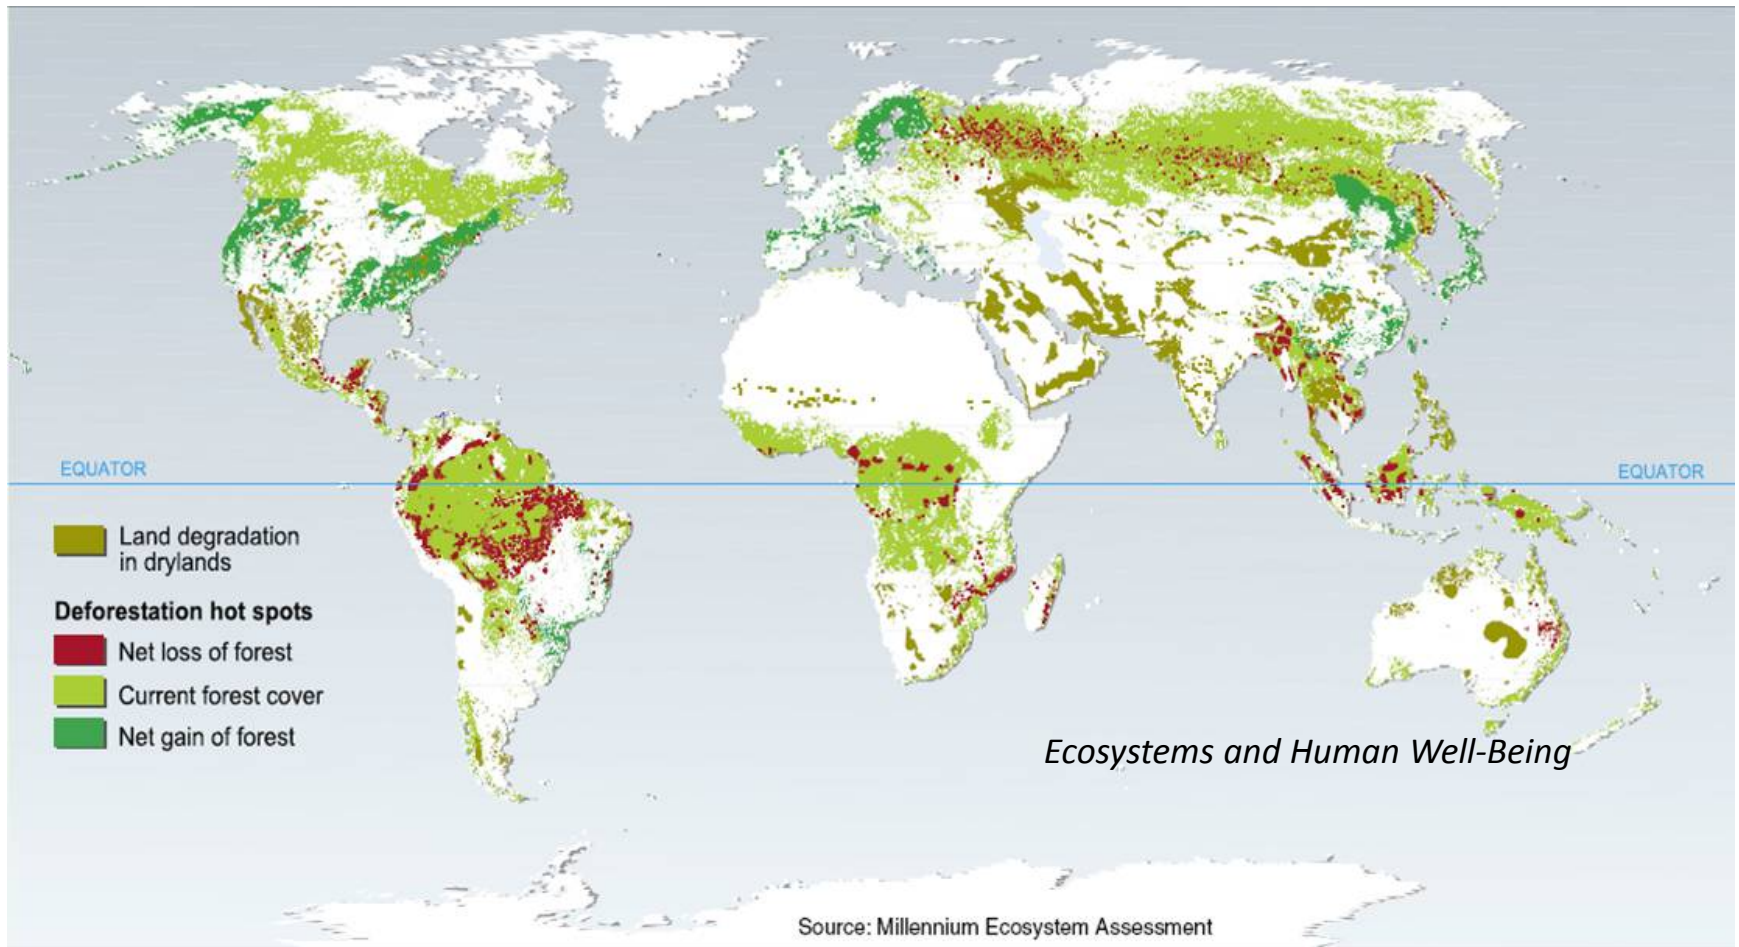 EQUATOR
EQUATOR
Land degradation
in drylands
Deforestation hot spots
Net loss of forest
Current forest cover
Net gain of forest
Ecosystems and Human Well-Being
Source: Millennium Ecosystem Assessment